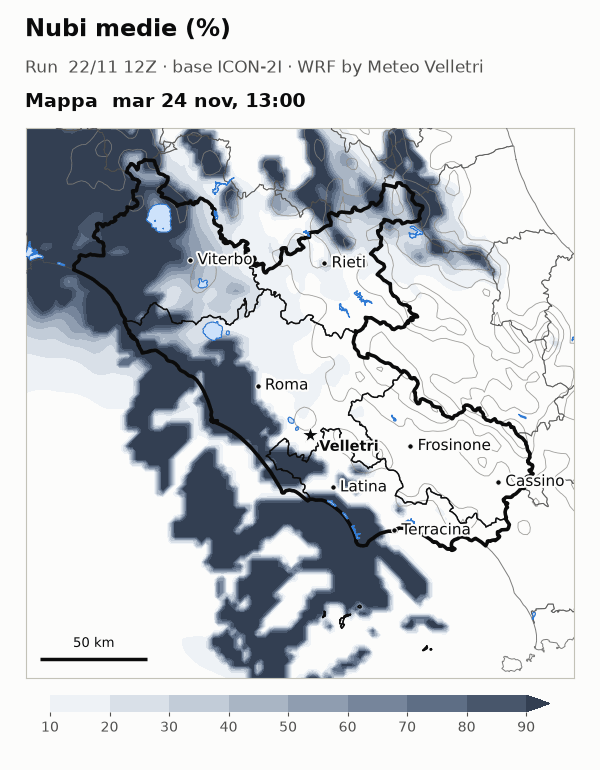 Nubi medie (%)
Run  22/11 12Z · base ICON-2I · WRF by Meteo Velletri
Mappa  mar 24 nov, 13:00
Viterbo
Rieti
Roma
Velletri
Frosinone
Latina
Cassino
Terracina
50 km
10 20 30 40 50 60 70 80 90